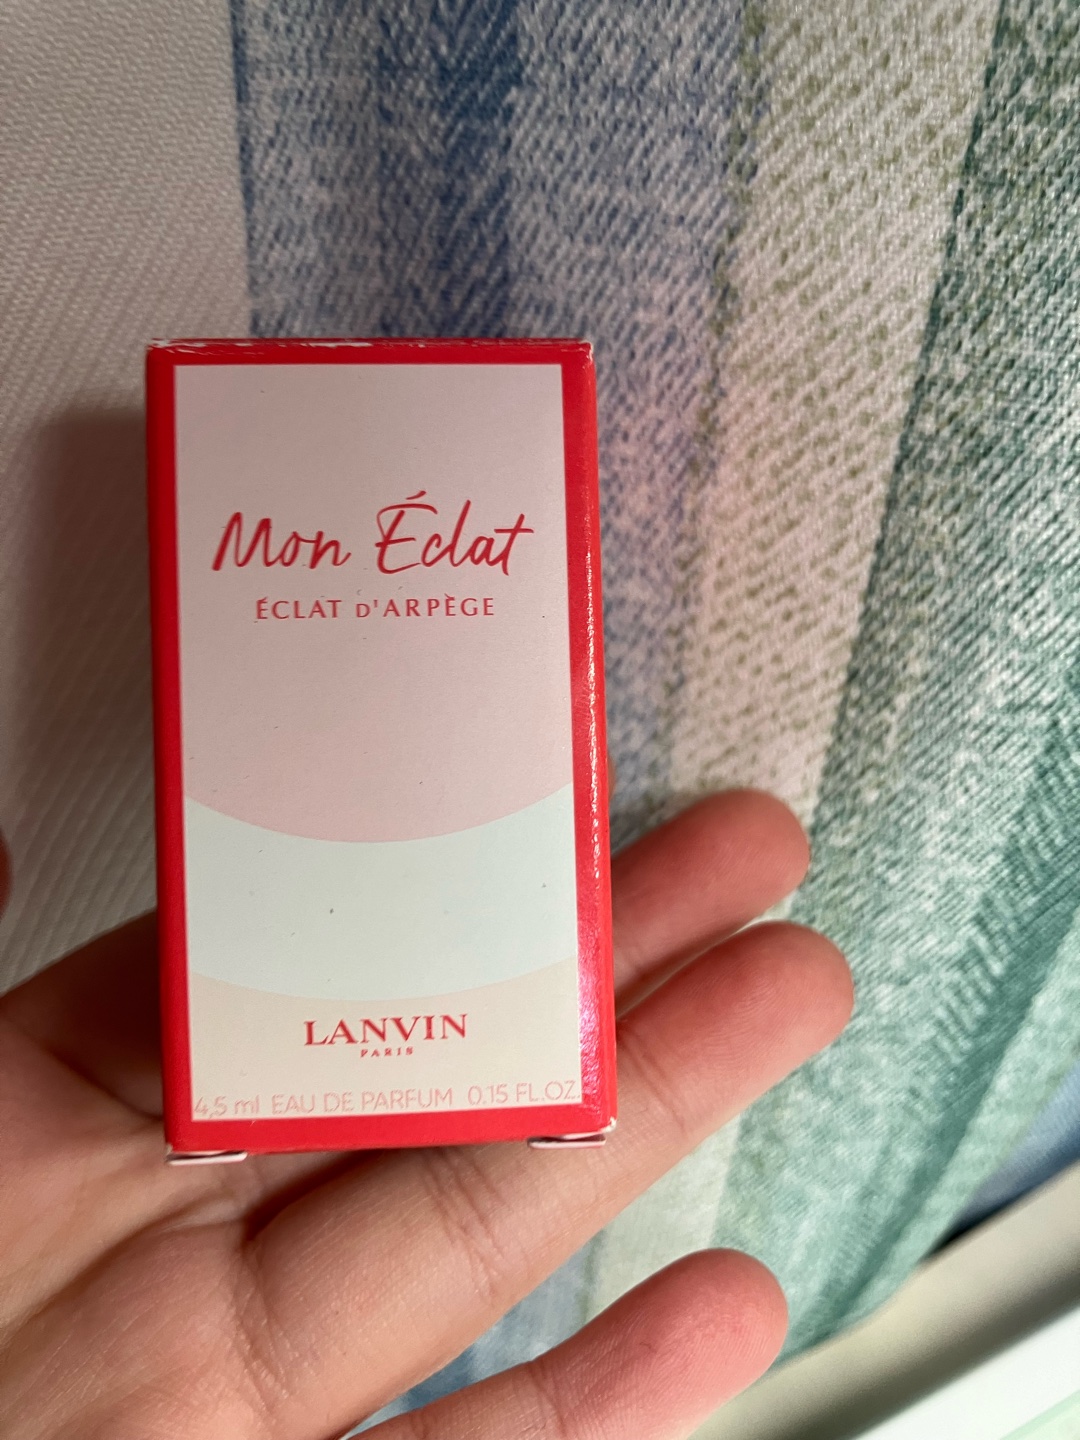 Mon Éclat
ÉCLAT D'ARPÈGE
LANVIN
PARIS
4,5 ml EAU DE PARFUM 0.15 FL.OZ.